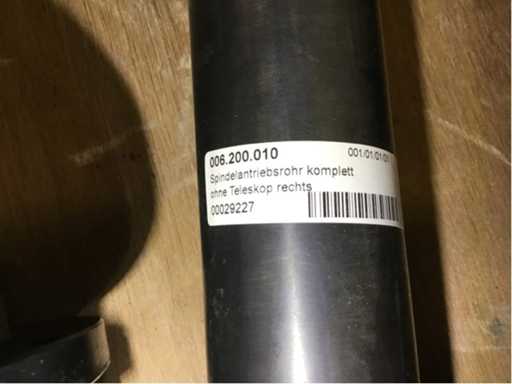 006.200.010 001/01/01/01
Spindelantriebsrohr komplett
ohne Teleskop rechts
00029227